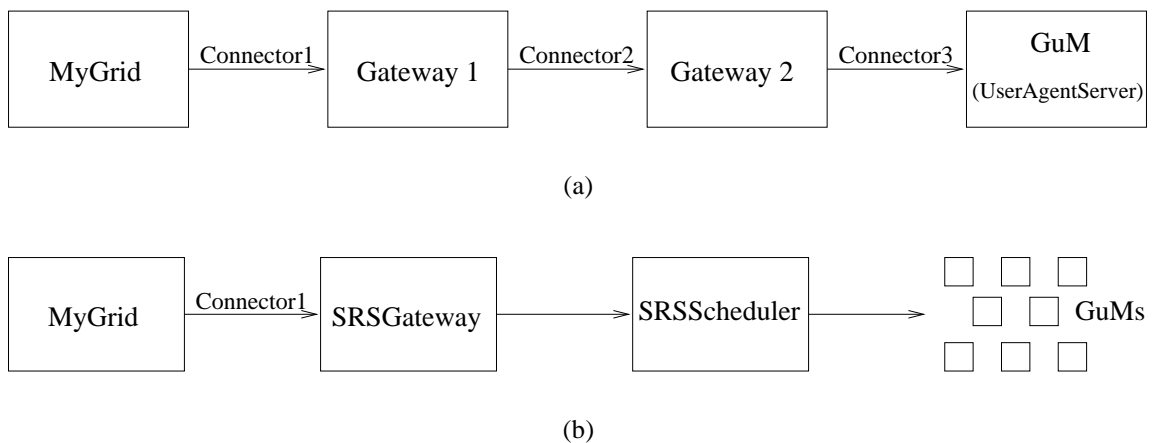 MyGrid
Connector1
Gateway 1
Connector2
Gateway 2
Connector3
GuM
(UserAgentServer)
(a)
MyGrid
Connector1
SRSGateway
SRSScheduler
GuMs
(b)